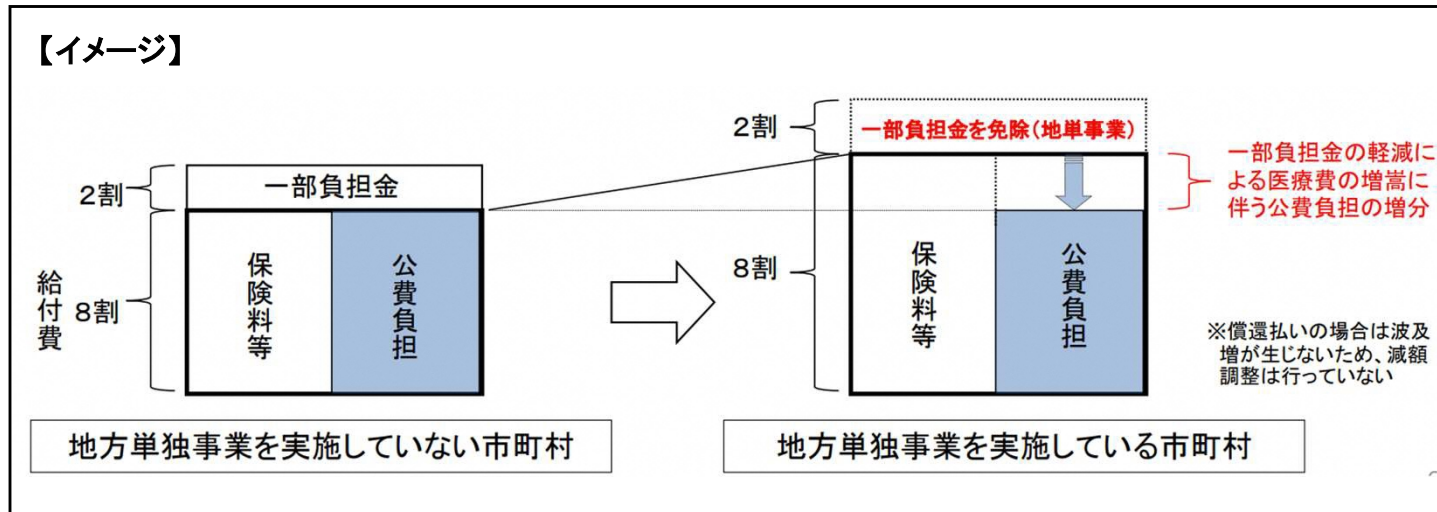 【イメージ】
2割
一部負担金
給付費
8割
保険料等
公費負担
地方単独事業を実施していない市町村
2割
一部負担金を免除(地単事業)
8割
保険料等
公費負担
一部負担金の軽減に
よる医療費の増嵩に
伴う公費負担の増分
※償還払いの場合は波及
増が生じないため、減額
調整は行っていない
地方単独事業を実施している市町村